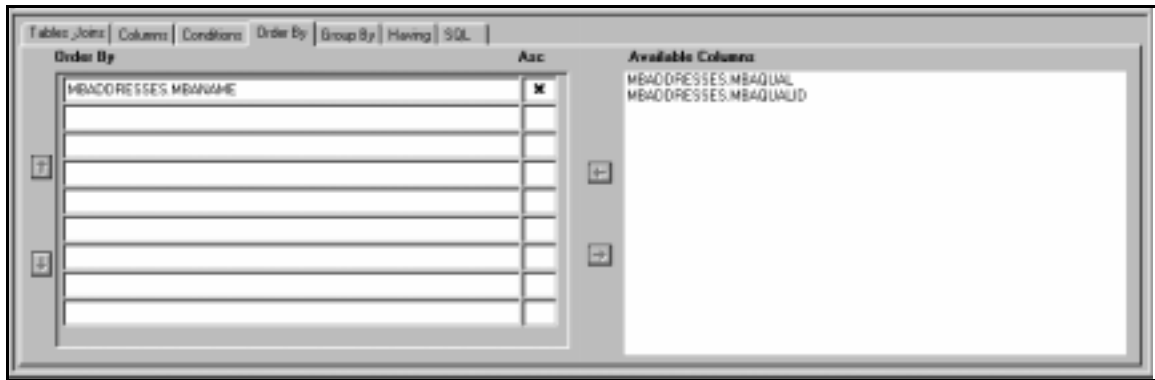 Tables ,Joins Columns Conditions Order By Group By Having SQL
Order By Asc Available Columns
MBADDRESSES.MBANAME
MBADDRESSES.MBAQUAL
MBADDRESSES.MBAQUALID